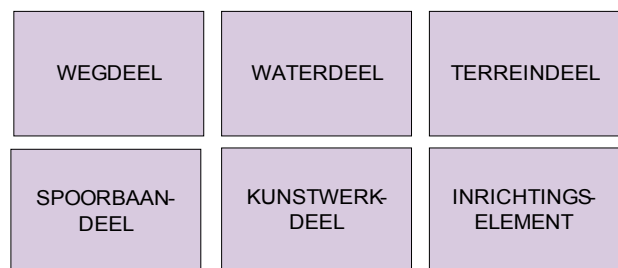 WEGDEEL
WATERDEEL
TERREINDEEL
SPOORBAAN-
DEEL
KUNSTWERK-
DEEL
INRICHTINGS-
ELEMENT